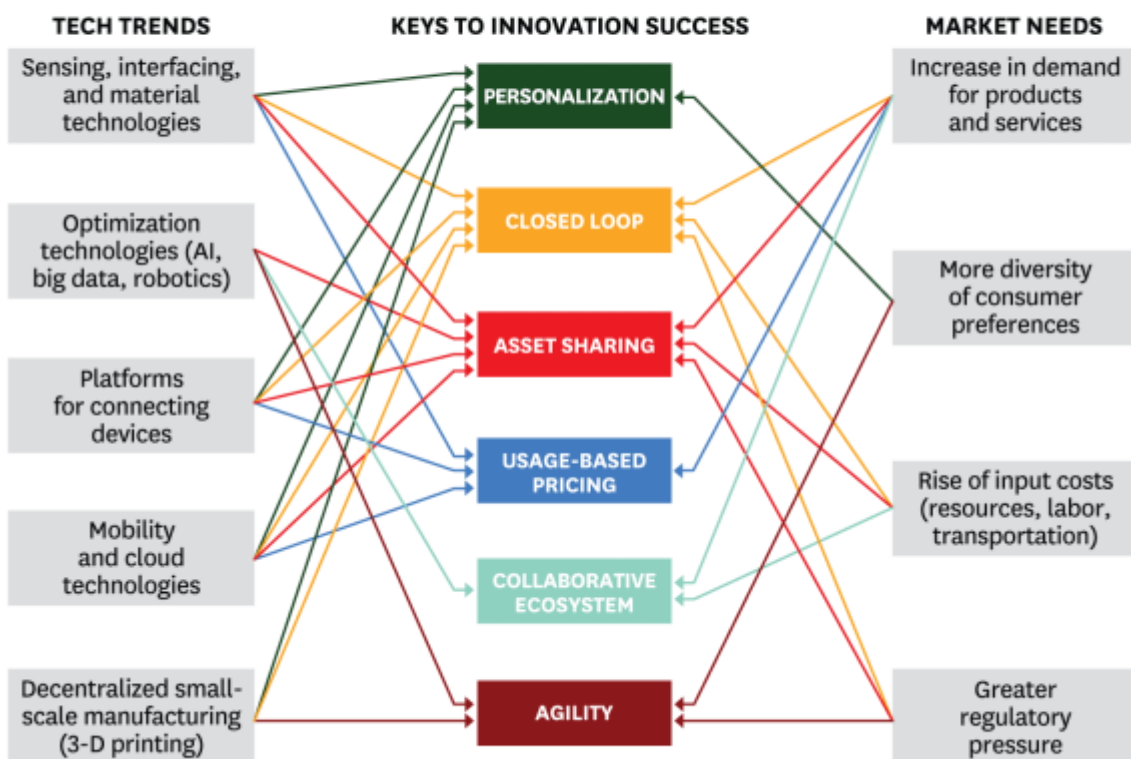 TECH TRENDS
KEYS TO INNOVATION SUCCESS
MARKET NEEDS
Sensing, interfacing,
and material
technologies
Optimization
technologies (AI,
big data, robotics)
Platforms
for connecting
devices
Mobility
and cloud
technologies
Decentralized small-
scale manufacturing
(3-D printing)
PERSONALIZATION
CLOSED LOOP
ASSET SHARING
USAGE-BASED
PRICING
COLLABORATIVE
ECOSYSTEM
AGILITY
Increase in demand
for products
and services
More diversity
of consumer
preferences
Rise of input costs
(resources, labor,
transportation)
Greater
regulatory
pressure